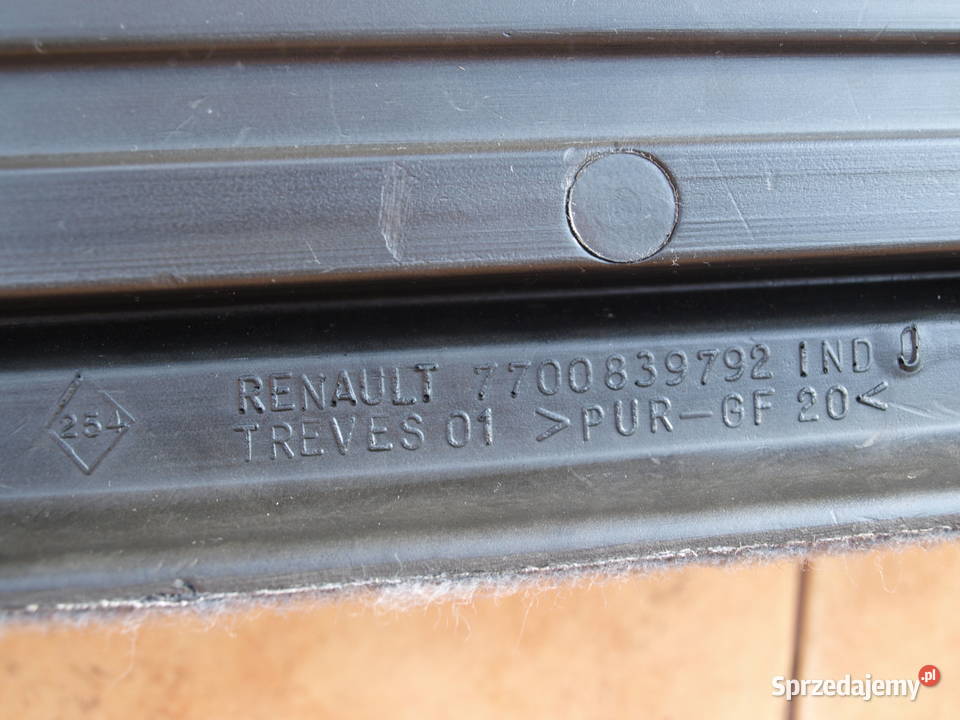 RENAULT 7700839792 IND J
254
TREVES 01 >PUR-GF 20<
Sprzedajemy.pl